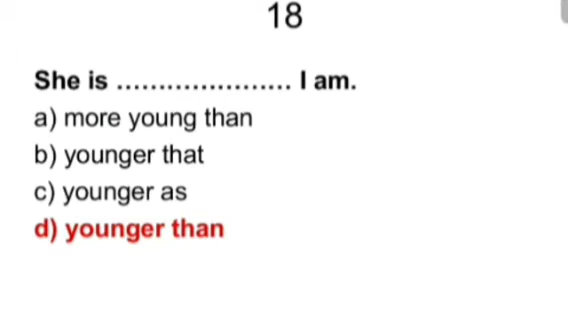 18
She is ..................... I am.
a) more young than
b) younger that
c) younger as
d) younger than